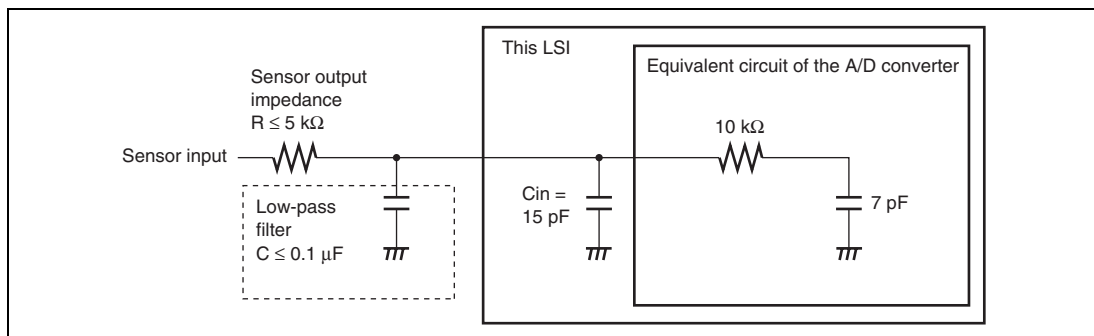 This LSI
Equivalent circuit of the A/D converter
Sensor output
impedance
R ≤ 5 kΩ
10 kΩ
Sensor input
Low-pass
filter
C ≤ 0.1 μF
Cin =
15 pF
7 pF